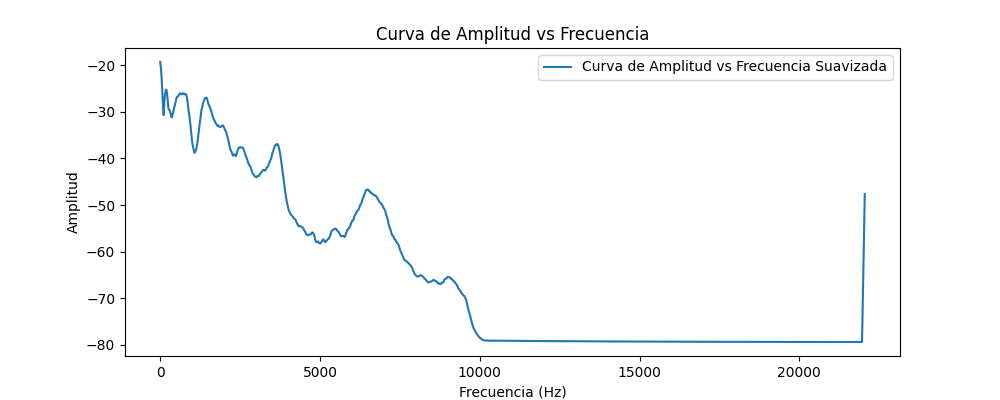 Curva de Amplitud vs Frecuencia
Curva de Amplitud vs Frecuencia Suavizada
Amplitud
−20
−30
−40
−50
−60
−70
−80
0 5000 10000 15000 20000
Frecuencia (Hz)